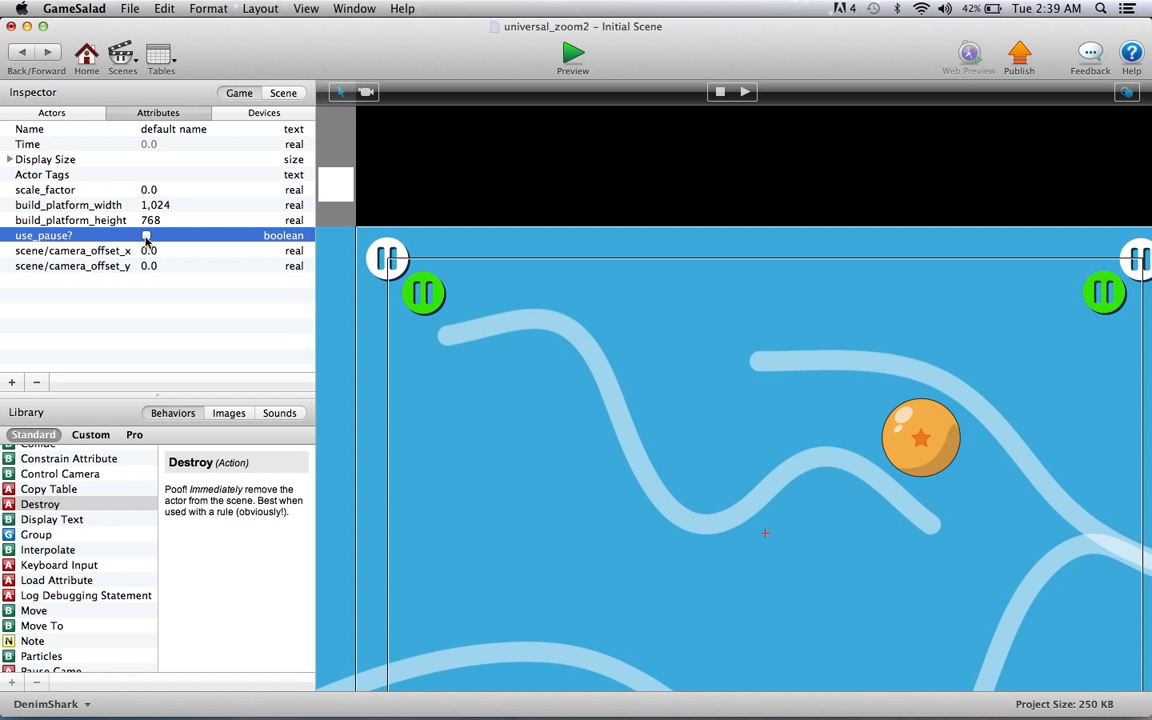 GameSalad File Edit Format Layout View Window Help 4 42% Tue 2:39 AM
universal_zoom2 - Initial Scene
Back/Forward Home Scenes Tables Preview Web Preview Publish Feedback Help
Inspector Game Scene
Actors Attributes Devices
Name default name text
Time 0.0 real
Display Size size
Actor Tags text
scale_factor 0.0 real
build_platform_width 1,024 real
build_platform_height 768 real
use_pause? boolean
scene/camera_offset_x 0.0 real
scene/camera_offset_y 0.0 real
Library Behaviors Images Sounds
Standard Custom Pro
B Collide
B Constrain Attribute
B Control Camera
A Copy Table
A Destroy
B Display Text
G Group
B Interpolate
A Keyboard Input
A Load Attribute
A Log Debugging Statement
B Move
B Move To
N Note
B Particles
A Pause Game
Destroy (Action)
Poof! Immediately remove the
actor from the scene. Best when
used with a rule (obviously!).
DenimShark Project Size: 250 KB